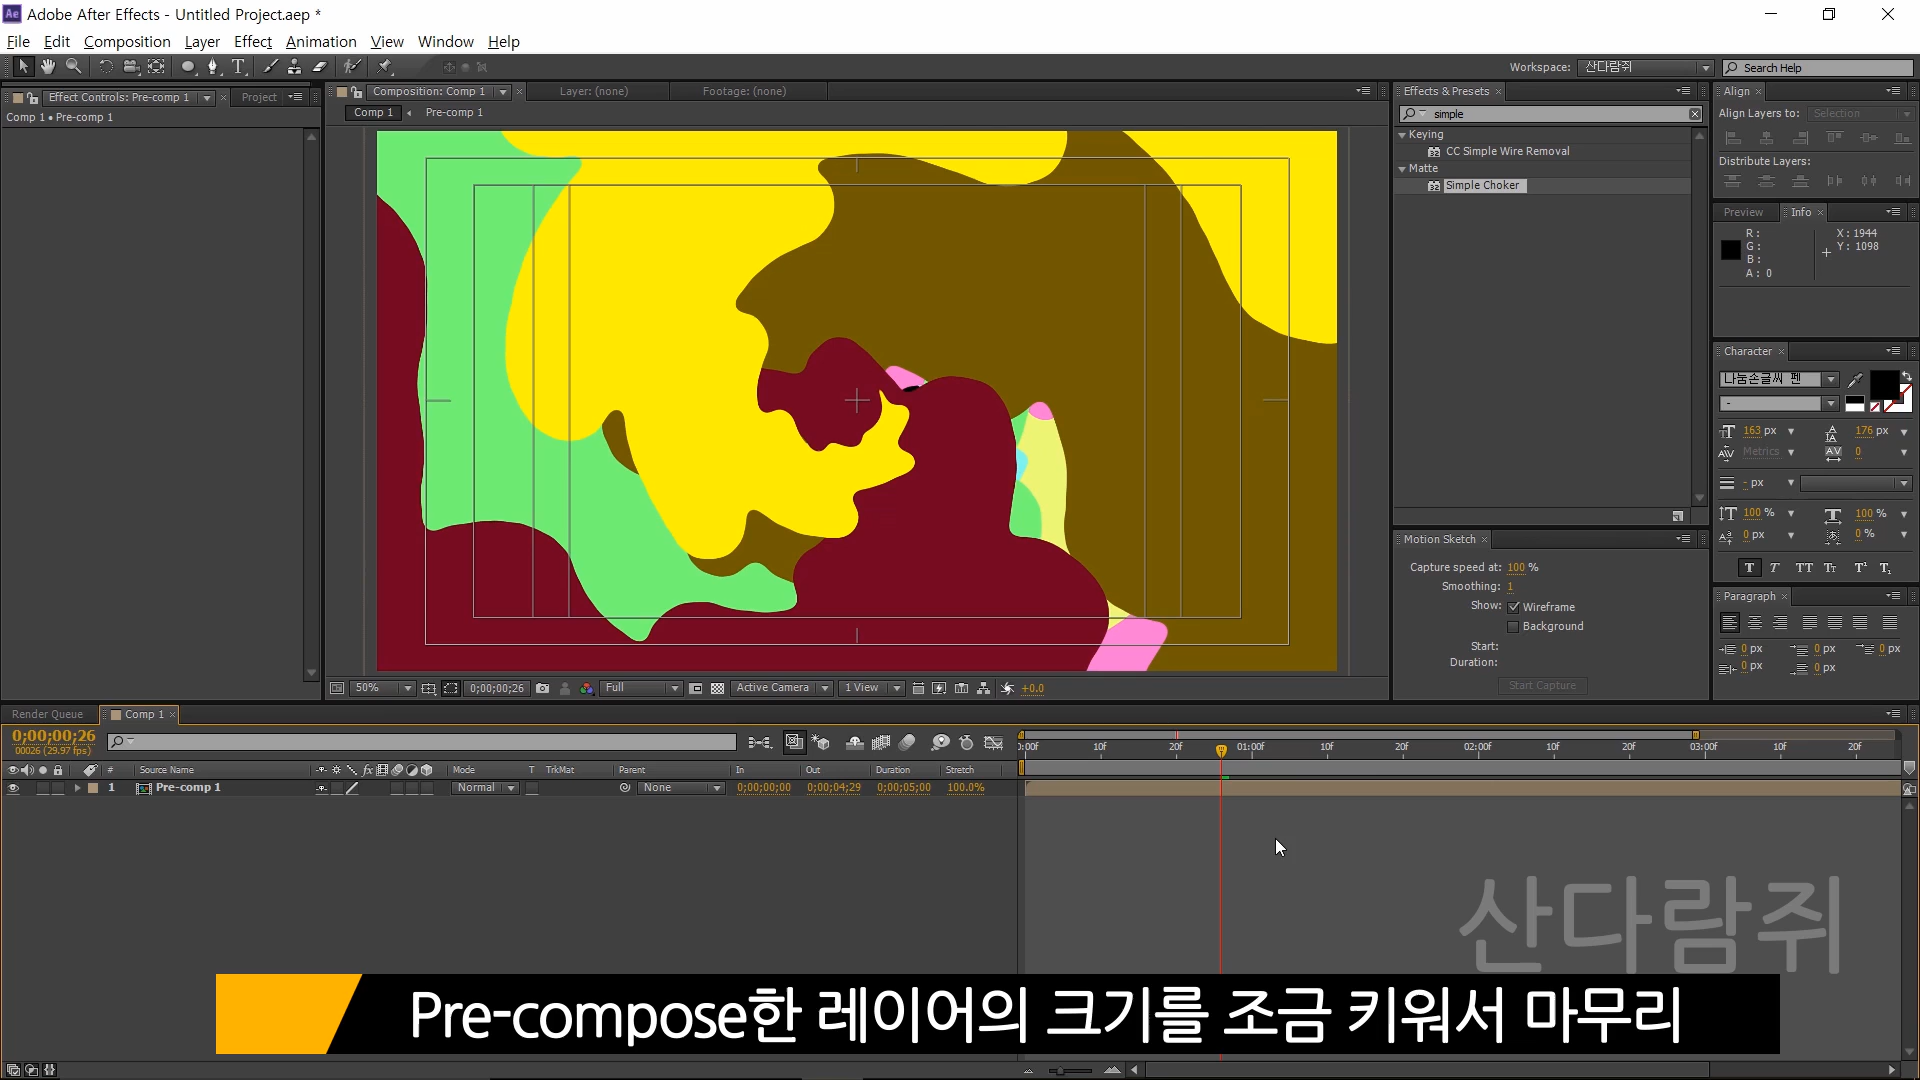 Adobe After Effects - Untitled Project.aep *
File Edit Composition Layer Effect Animation View Window Help
Workspace: 산다람쥐 Search Help
Effect Controls: Pre-comp 1 Project
Comp 1 • Pre-comp 1
Composition: Comp 1 Layer: (none) Footage: (none)
Comp 1 Pre-comp 1
50% 0;00;00;26 Full Active Camera 1 View +0.0
Effects & Presets
simple
Keying
CC Simple Wire Removal
Matte
Simple Choker
Motion Sketch
Capture speed at: 100 %
Smoothing: 1
Show: Wireframe
Background
Start:
Duration:
Start Capture
Align
Align Layers to: Selection
Distribute Layers:
Preview Info
R :
G :
B :
A : 0
X : 1944
Y : 1098
Character
나눔손글씨 펜
-
163 px 176 px
Metrics 0
- px
100 % 100 %
0 px 0 %
T T TT Tt T¹ T₁
Paragraph
0 px 0 px 0 px
0 px 0 px
Render Queue Comp 1
0;00;00;26
00026 (29.97 fps)
# Source Name Mode T TrkMat Parent In Out Duration Stretch
1 Pre-comp 1 Normal None 0;00;00;00 0;00;04;29 0;00;05;00 100.0%
0:00f 10f 20f 01:00f 10f 20f 02:00f 10f 20f 03:00f 10f 20f
산다람쥐
Pre-compose한 레이어의 크기를 조금 키워서 마무리